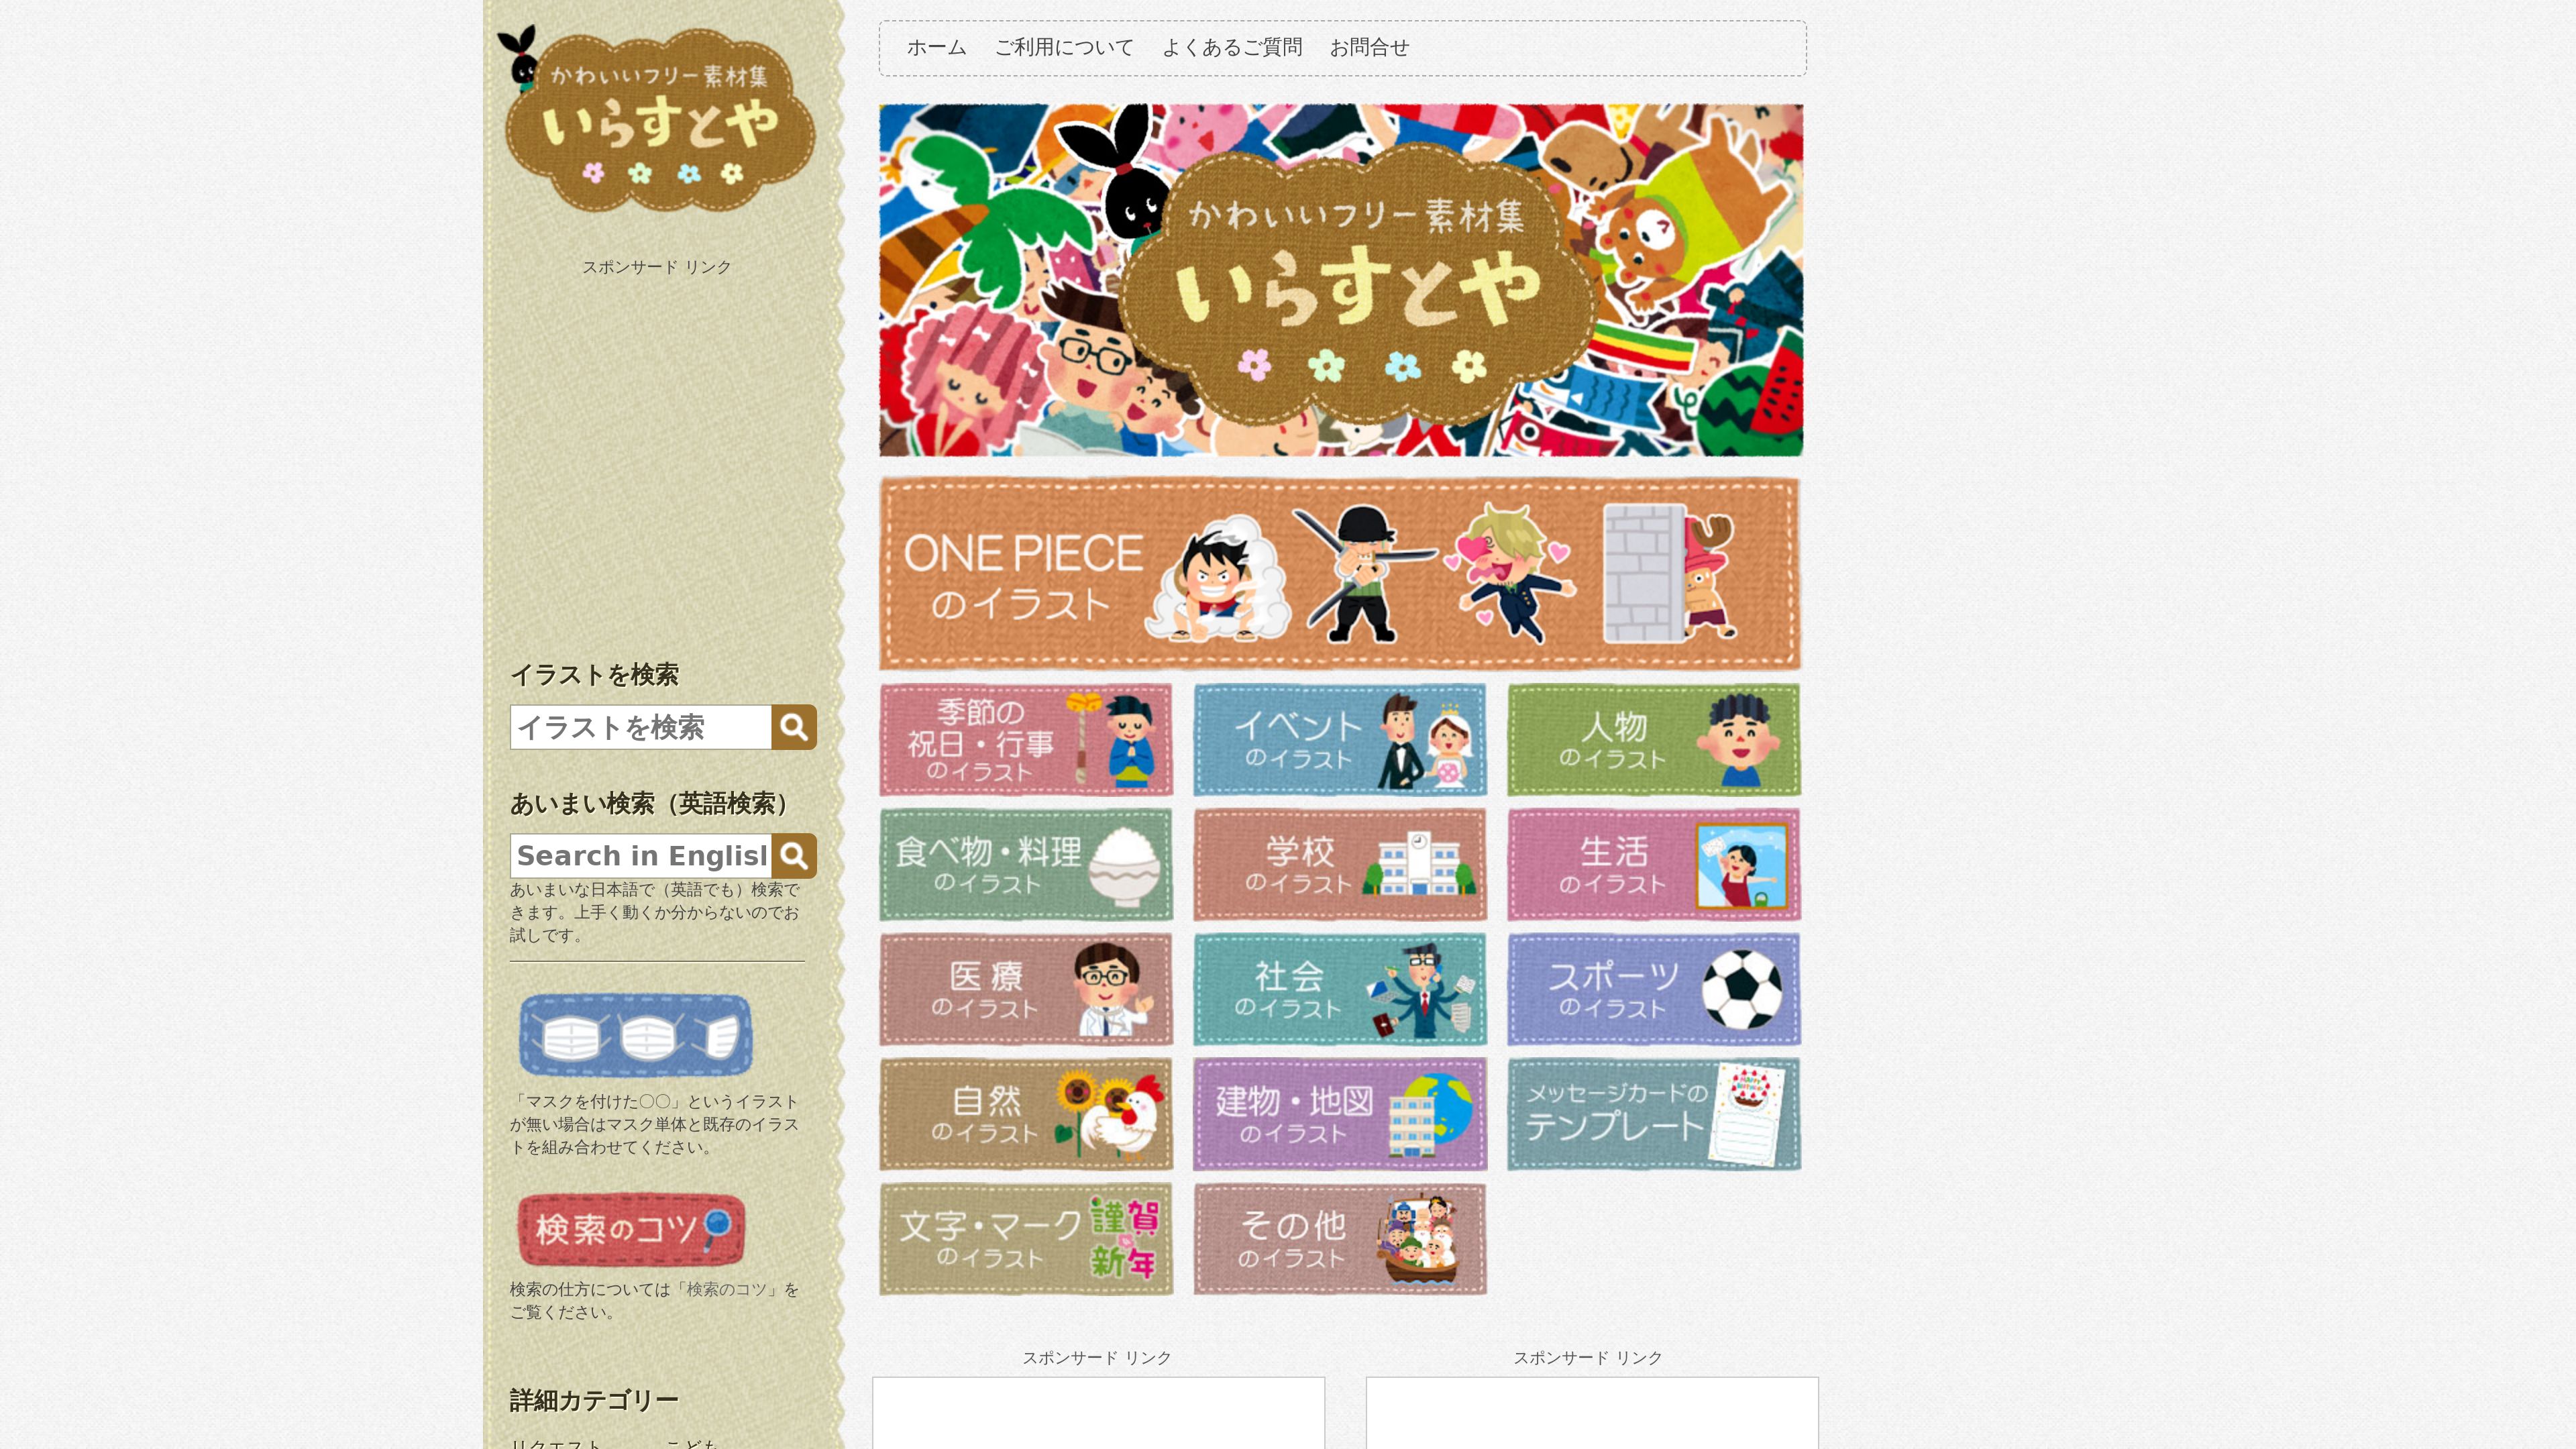 かわいいフリー素材集
いらすとや
スポンサード リンク
イラストを検索
イラストを検索
あいまい検索（英語検索）
Search in Englis
あいまいな日本語で（英語でも）検索で
きます。上手く動くか分からないのでお
試しです。
「マスクを付けた〇〇」というイラスト
が無い場合はマスク単体と既存のイラス
トを組み合わせてください。
検索のコツ
検索の仕方については「検索のコツ」を
ご覧ください。
詳細カテゴリー
リクエスト こども
ホーム ご利用について よくあるご質問 お問合せ
かわいいフリー素材集
いらすとや
ONE PIECE
のイラスト
季節の
祝日・行事
のイラスト
イベント
のイラスト
人物
のイラスト
食べ物・料理
のイラスト
学校
のイラスト
生活
のイラスト
医療
のイラスト
社会
のイラスト
スポーツ
のイラスト
自然
のイラスト
建物・地図
のイラスト
メッセージカードの
テンプレート
文字・マーク
のイラスト
謹賀
新年
その他
のイラスト
スポンサード リンク
スポンサード リンク